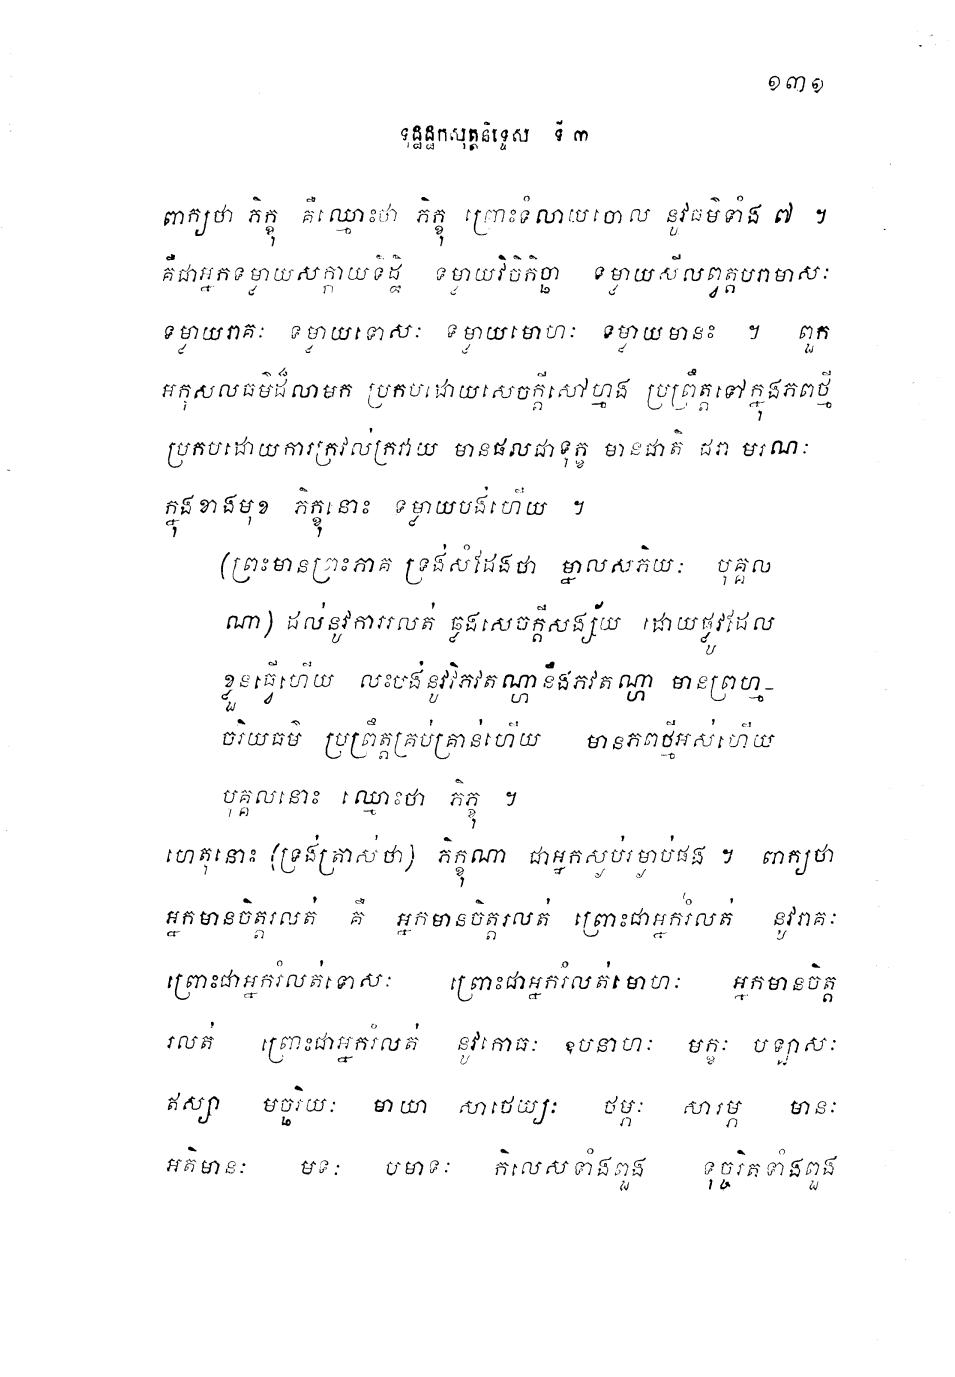 ១៣១
ទុដ្ឋដ្ឋកសុត្តនិទ្ទេស ទី ៣
ពាក្យថា ភិក្ខុ គឺឈ្មោះថា ភិក្ខុ ព្រោះទំលាយចោល នូវធម៌ទាំង ៧ ។
គឺជាអ្នកទម្លាយសក្កាយទិដ្ឋិ ទម្លាយវិចិកិច្ឆា ទម្លាយសីលព្វត្តបរាមាសៈ
ទម្លាយរាគៈ ទម្លាយទោសៈ ទម្លាយមោហៈ ទម្លាយមានះ ។ ពួក
អកុសលធម៌ដ៏លាមក ប្រកបដោយសេចក្តីសៅហ្មង ប្រព្រឹត្តទៅក្នុងភពថ្មី
ប្រកបដោយការក្រវល់ក្រវាយ មានផលជាទុក្ខ មានជាតិ ជរា មរណៈ
ក្នុងខាងមុខ ភិក្ខុនោះ ទម្លាយបង់ហើយ ។
(ព្រះមានព្រះភាគ ទ្រង់សំដែងថា ម្នាលសភិយៈ បុគ្គល
ណា) ដល់នូវការរលត់ ឆ្លងសេចក្តីសង្ស័យ ដោយផ្លូវដែល
ខ្លួនធ្វើហើយ លះបង់នូវវិភវតណ្ហានឹងភវតណ្ហា មានព្រហ្ម-
ចរិយធម៌ ប្រព្រឹត្តគ្រប់គ្រាន់ហើយ មានភពថ្មីអស់ហើយ
បុគ្គលនោះ ឈ្មោះថា ភិក្ខុ ។
ហេតុនោះ (ទ្រង់ត្រាស់ថា) ភិក្ខុណា ជាអ្នកស្ងប់រម្ងាប់ផង ។ ពាក្យថា
អ្នកមានចិត្តរលត់ គឺ អ្នកមានចិត្តរលត់ ព្រោះជាអ្នករំលត់ នូវរាគៈ
ព្រោះជាអ្នករំលត់ទោសៈ ព្រោះជាអ្នករំលត់មោហៈ អ្នកមានចិត្ត
រលត់ ព្រោះជាអ្នករំលត់ នូវកោធៈ ឧបនាហៈ មក្ខៈ បឡាសៈ
ឥស្សា មច្ឆរិយៈ មាយា សាថេយ្យៈ ថម្ភៈ សារម្ភ មានៈ
អតិមានៈ មទៈ បមាទៈ កិលេសទាំងពួង ទុច្ចរិតទាំងពួង